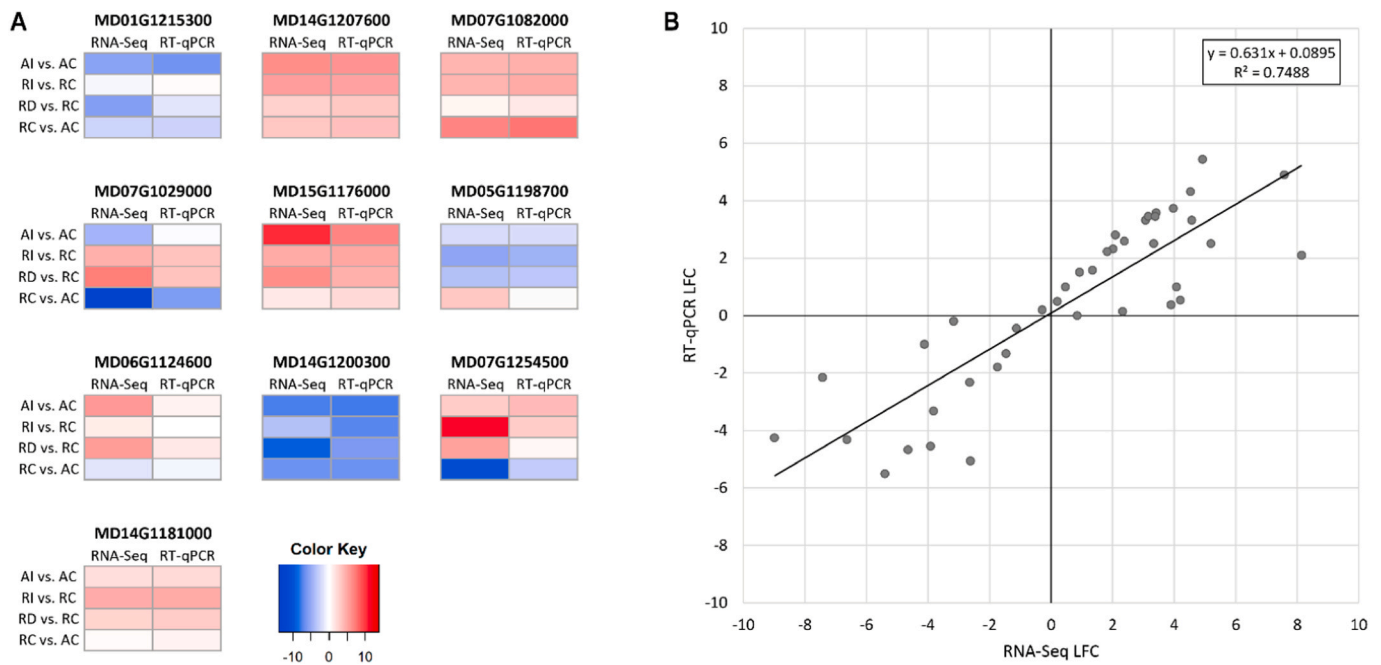 A
MD01G1215300 MD14G1207600 MD07G1082000
RNA-Seq RT-qPCR RNA-Seq RT-qPCR RNA-Seq RT-qPCR
AI vs. AC
RI vs. RC
RD vs. RC
RC vs. AC
MD07G1029000 MD15G1176000 MD05G1198700
RNA-Seq RT-qPCR RNA-Seq RT-qPCR RNA-Seq RT-qPCR
AI vs. AC
RI vs. RC
RD vs. RC
RC vs. AC
MD06G1124600 MD14G1200300 MD07G1254500
RNA-Seq RT-qPCR RNA-Seq RT-qPCR RNA-Seq RT-qPCR
AI vs. AC
RI vs. RC
RD vs. RC
RC vs. AC
MD14G1181000
RNA-Seq RT-qPCR
AI vs. AC
RI vs. RC
RD vs. RC
RC vs. AC
Color Key
-10 0 10
B
y = 0.631x + 0.0895
R² = 0.7488
10
8
6
4
2
0
-2
-4
-6
-8
-10
RT-qPCR LFC
-10 -8 -6 -4 -2 0 2 4 6 8 10
RNA-Seq LFC